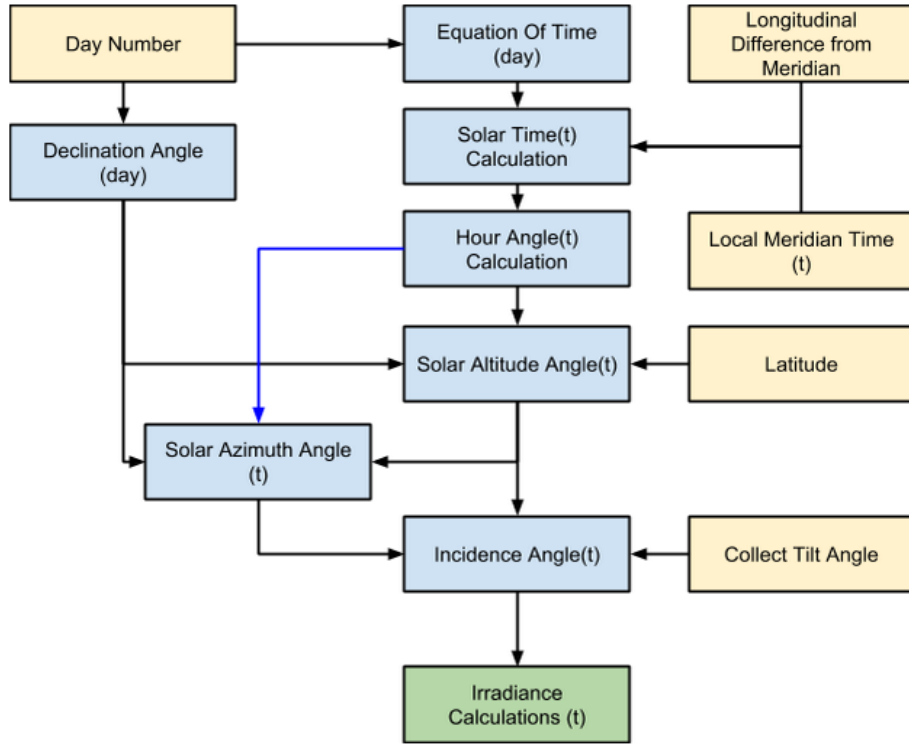 Day Number
Equation Of Time
(day)
Longitudinal
Difference from
Meridian
Declination Angle
(day)
Solar Time(t)
Calculation
Hour Angle(t)
Calculation
Local Meridian Time
(t)
Solar Altitude Angle(t)
Latitude
Solar Azimuth Angle
(t)
Incidence Angle(t)
Collect Tilt Angle
Irradiance
Calculations (t)